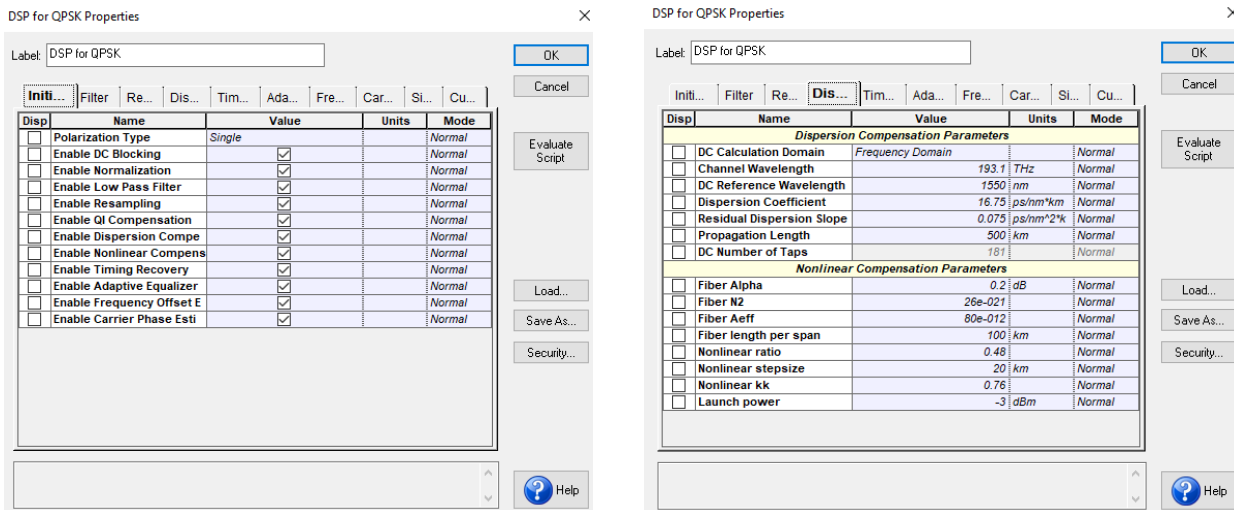 DSP for QPSK Properties
Label: DSP for QPSK
OK
Cancel
Evaluate Script
Load...
Save As...
Security...
Help
Initi... Filter Re... Dis... Tim... Ada... Fre... Car... Si... Cu...
Disp Name Value Units Mode
Polarization Type Single Normal
Enable DC Blocking Normal
Enable Normalization Normal
Enable Low Pass Filter Normal
Enable Resampling Normal
Enable QI Compensation Normal
Enable Dispersion Compe Normal
Enable Nonlinear Compens Normal
Enable Timing Recovery Normal
Enable Adaptive Equalizer Normal
Enable Frequency Offset E Normal
Enable Carrier Phase Esti Normal
DSP for QPSK Properties
Label: DSP for QPSK
OK
Cancel
Evaluate Script
Load...
Save As...
Security...
Help
Initi... Filter Re... Dis... Tim... Ada... Fre... Car... Si... Cu...
Disp Name Value Units Mode
Dispersion Compensation Parameters
DC Calculation Domain Frequency Domain Normal
Channel Wavelength 193.1 THz Normal
DC Reference Wavelength 1550 nm Normal
Dispersion Coefficient 16.75 ps/nm*km Normal
Residual Dispersion Slope 0.075 ps/nm^2*k Normal
Propagation Length 500 km Normal
DC Number of Taps 181 Normal
Nonlinear Compensation Parameters
Fiber Alpha 0.2 dB Normal
Fiber N2 26e-021 Normal
Fiber Aeff 80e-012 Normal
Fiber length per span 100 km Normal
Nonlinear ratio 0.48 Normal
Nonlinear stepsize 20 km Normal
Nonlinear kk 0.76 Normal
Launch power -3 dBm Normal